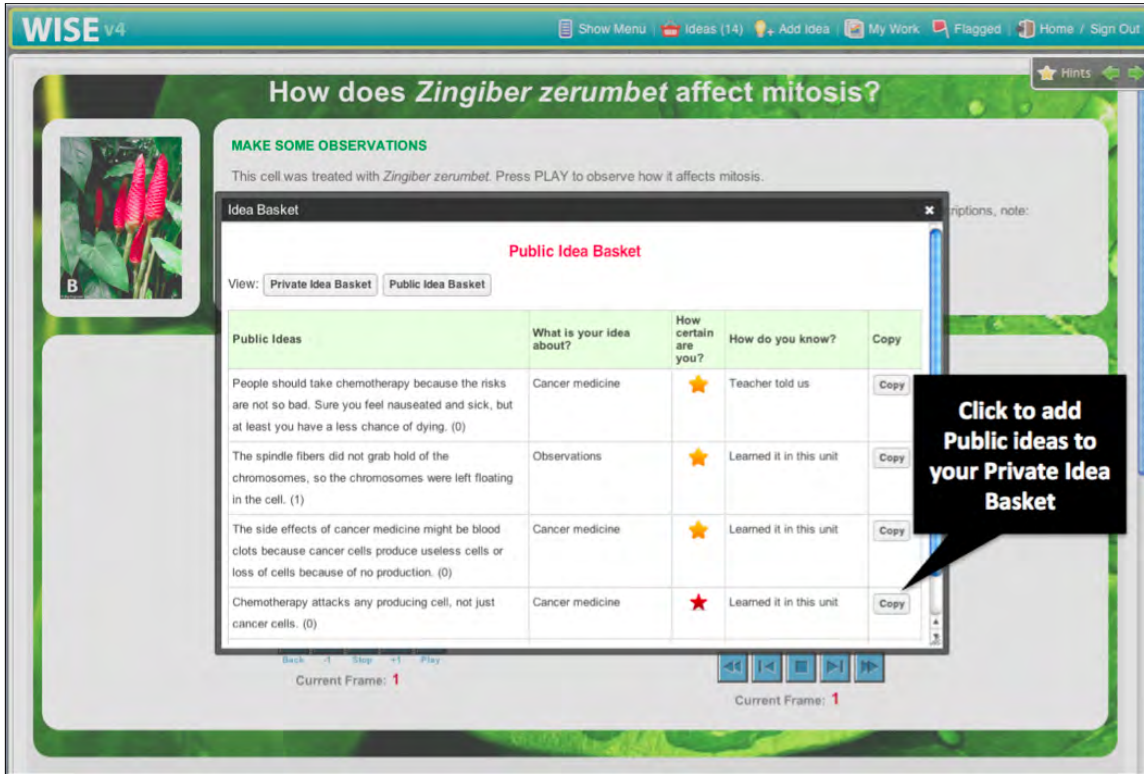 WISE v4
Show Menu
Ideas (14)
Add Idea
My Work
Flagged
Home / Sign Out
Hints
How does Zingiber zerumbet affect mitosis?
MAKE SOME OBSERVATIONS
This cell was treated with Zingiber zerumbet. Press PLAY to observe how it affects mitosis.
riptions, note:
B
Idea Basket
Public Idea Basket
View: Private Idea Basket Public Idea Basket
Public Ideas
What is your idea
about?
How
certain
are
you?
How do you know?
Copy
People should take chemotherapy because the risks
are not so bad. Sure you feel nauseated and sick, but
at least you have a less chance of dying. (0)
Cancer medicine
Teacher told us
Copy
The spindle fibers did not grab hold of the
chromosomes, so the chromosomes were left floating
in the cell. (1)
Observations
Learned it in this unit
Copy
The side effects of cancer medicine might be blood
clots because cancer cells produce useless cells or
loss of cells because of no production. (0)
Cancer medicine
Learned it in this unit
Copy
Chemotherapy attacks any producing cell, not just
cancer cells. (0)
Cancer medicine
Learned it in this unit
Copy
Click to add
Public ideas to
your Private Idea
Basket
Back -1 Stop +1 Play
Current Frame: 1
Current Frame: 1